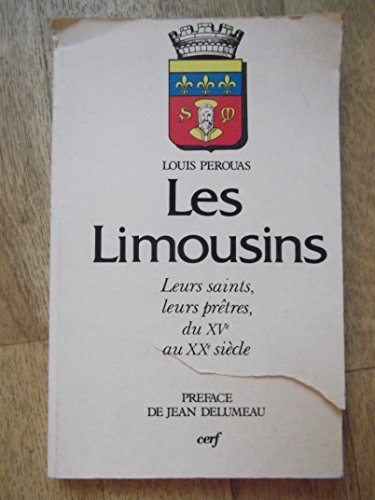 S M
LOUIS PEROUAS
Les
Limousins
Leurs saints,
leurs prêtres,
du XVe
au XXe siècle
PREFACE
DE JEAN DELUMEAU
cerf